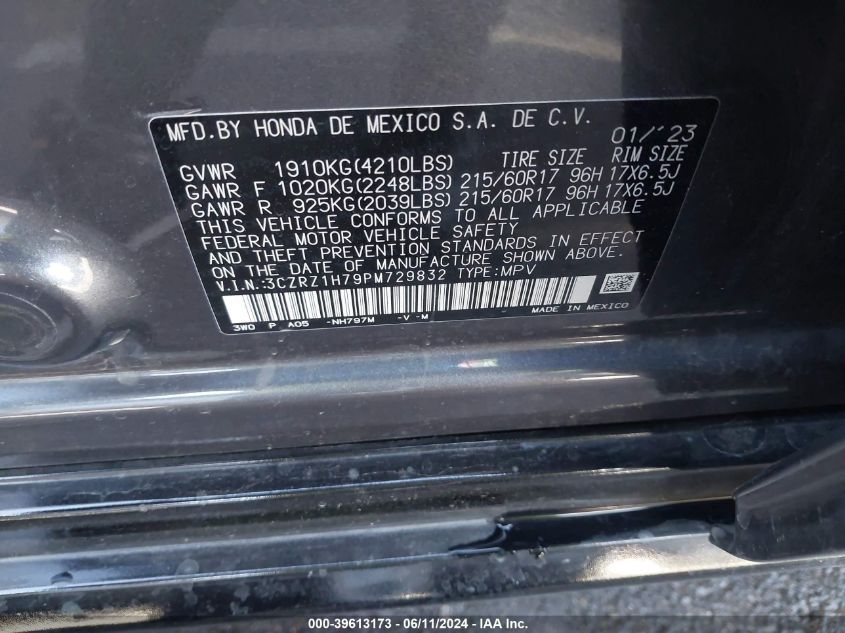 MFD.BY HONDA DE MEXICO S.A. DE C.V. 01/'23
GVWR 1910KG(4210LBS) TIRE SIZE RIM SIZE
GAWR F 1020KG(2248LBS) 215/60R17 96H 17X6.5J
GAWR R 925KG(2039LBS) 215/60R17 96H 17X6.5J
THIS VEHICLE CONFORMS TO ALL APPLICABLE
FEDERAL MOTOR VEHICLE SAFETY
AND THEFT PREVENTION STANDARDS IN EFFECT
ON THE DATE OF MANUFACTURE SHOWN ABOVE.
V.I.N.:3CZRZ1H79PM729832 TYPE:MPV
3W0 P A05 -NH797M -V -M MADE IN MEXICO
000-39613173 - 06/11/2024 - IAA Inc.